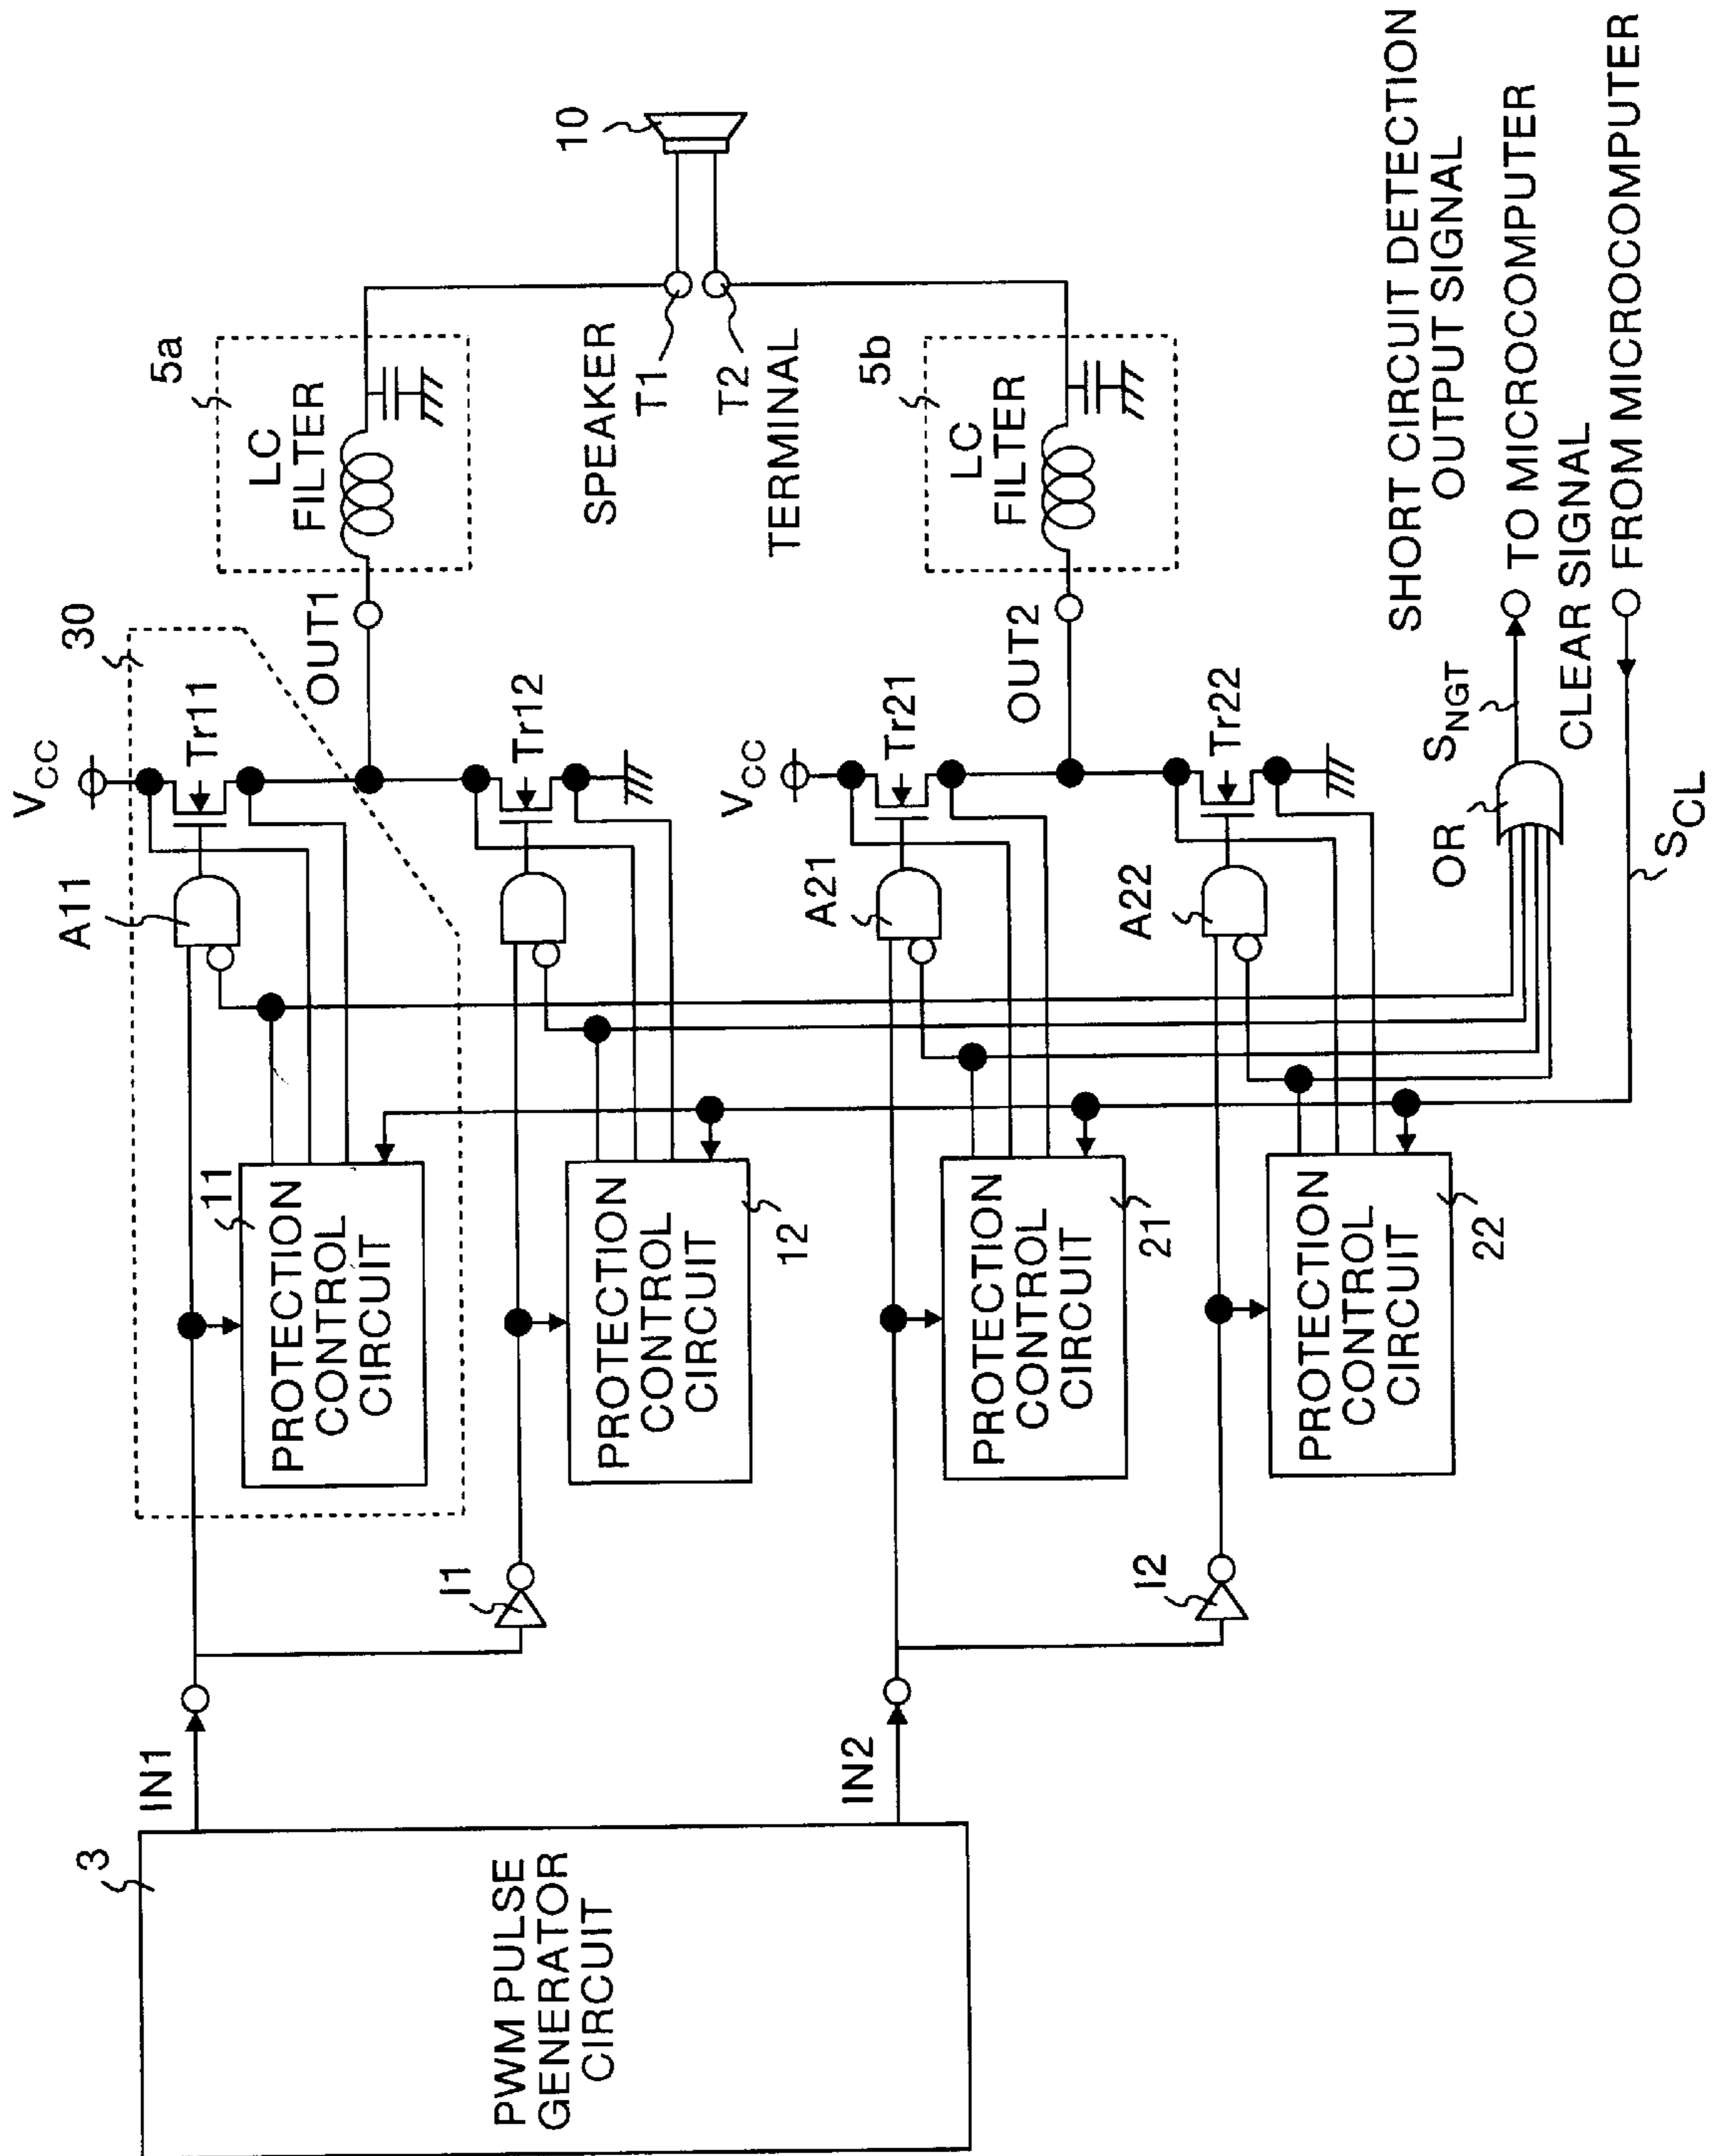 3
PWM PULSE
GENERATOR
CIRCUIT
IN1
IN2
I1
I2
30
A11
VCC
Tr11
OUT1
11
PROTECTION
CONTROL
CIRCUIT
Tr12
PROTECTION
CONTROL
CIRCUIT
12
A21
VCC
Tr21
OUT2
PROTECTION
CONTROL
CIRCUIT
21
A22
Tr22
PROTECTION
CONTROL
CIRCUIT
22
5a
LC
FILTER
SPEAKER
T1
T2
TERMINAL
10
5b
LC
FILTER
OR
SNGT
SHORT CIRCUIT DETECTION
OUTPUT SIGNAL
TO MICROCOMPUTER
CLEAR SIGNAL
FROM MICROCOMPUTER
SCL